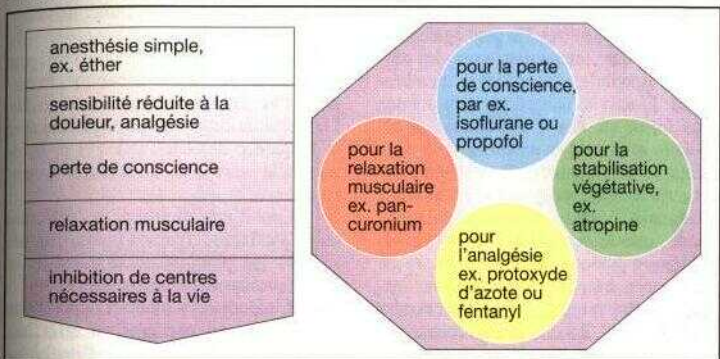 anesthésie simple,
ex. éther
sensibilité réduite à la
douleur, analgésie
perte de conscience
relaxation musculaire
inhibition de centres
nécessaires à la vie
pour la perte
de conscience,
par ex.
isoflurane ou
propofol
pour la
relaxation
musculaire
ex. pan-
curonium
pour la
stabilisation
végétative,
ex.
atropine
pour
l'analgésie
ex. protoxyde
d'azote ou
fentanyl